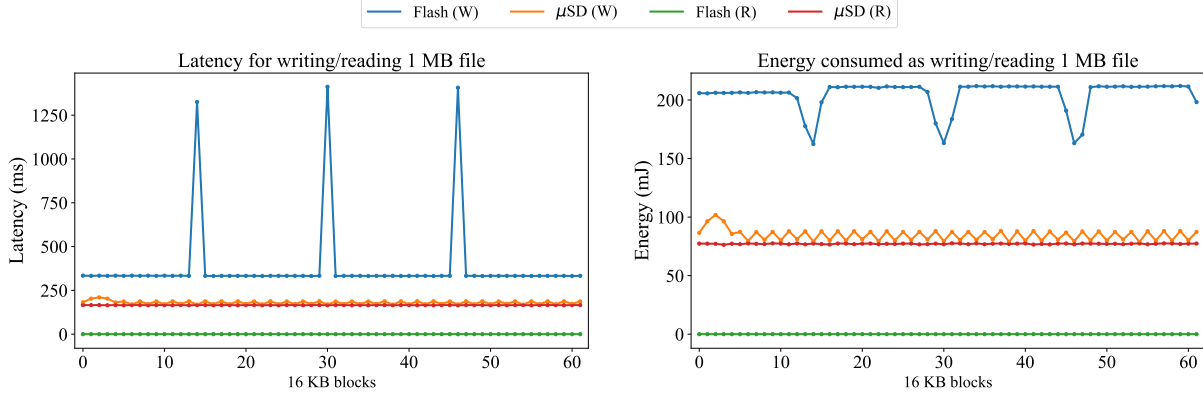 Flash (W) μSD (W) Flash (R) μSD (R)
Latency for writing/reading 1 MB file
Latency (ms)
1250
1000
750
500
250
0
0 10 20 30 40 50 60
16 KB blocks
Energy consumed as writing/reading 1 MB file
Energy (mJ)
200
150
100
50
0
0 10 20 30 40 50 60
16 KB blocks